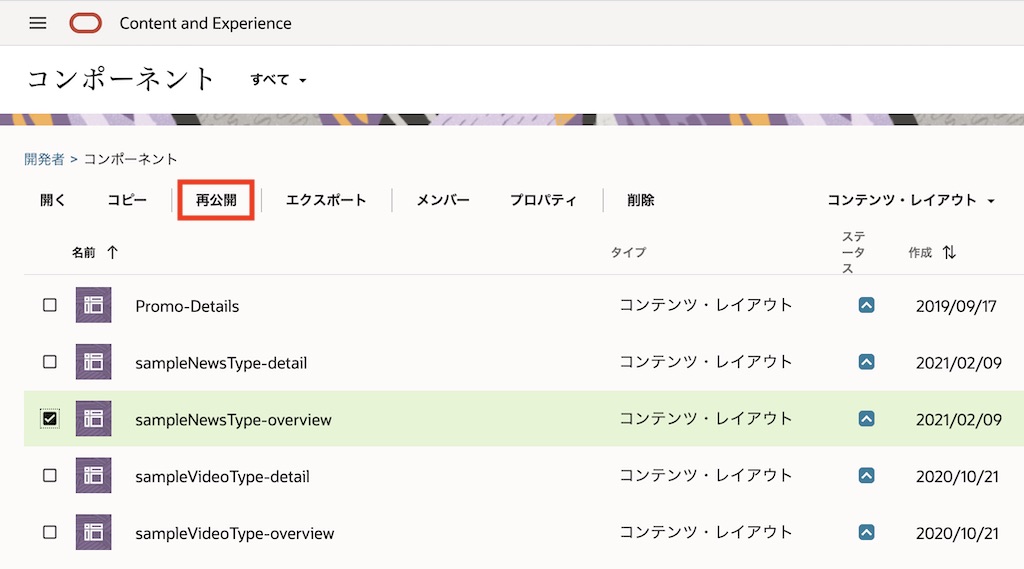 Content and Experience
コンポーネント すべて
開発者 > コンポーネント
開く コピー 再公開 エクスポート メンバー プロパティ 削除 コンテンツ・レイアウト
名前 タイプ ステータス 作成
Promo-Details コンテンツ・レイアウト 2019/09/17
sampleNewsType-detail コンテンツ・レイアウト 2021/02/09
sampleNewsType-overview コンテンツ・レイアウト 2021/02/09
sampleVideoType-detail コンテンツ・レイアウト 2020/10/21
sampleVideoType-overview コンテンツ・レイアウト 2020/10/21